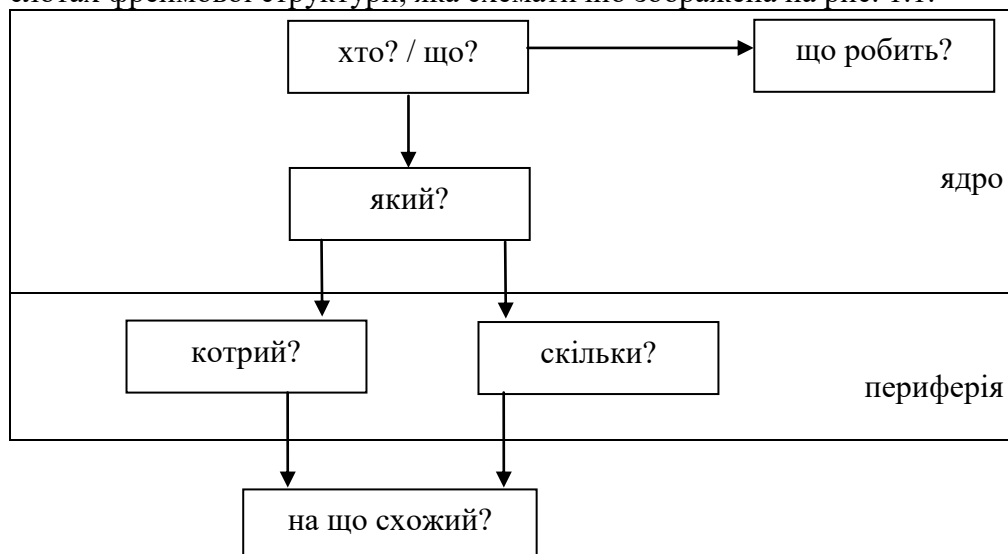 хто? / що? що робить?
ядро
який?
котрий? скільки?
периферія
на що схожий?